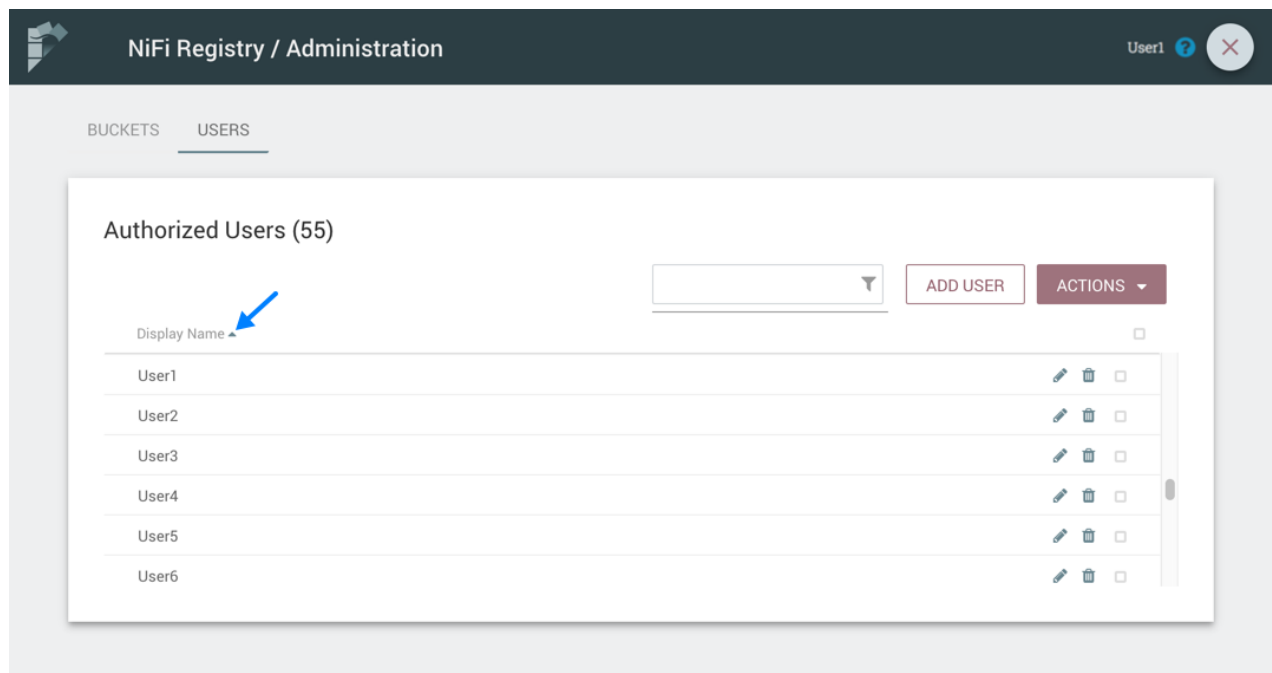 NiFi Registry / Administration
User1 ?
BUCKETS USERS
Authorized Users (55)
ADD USER ACTIONS
Display Name
User1
User2
User3
User4
User5
User6